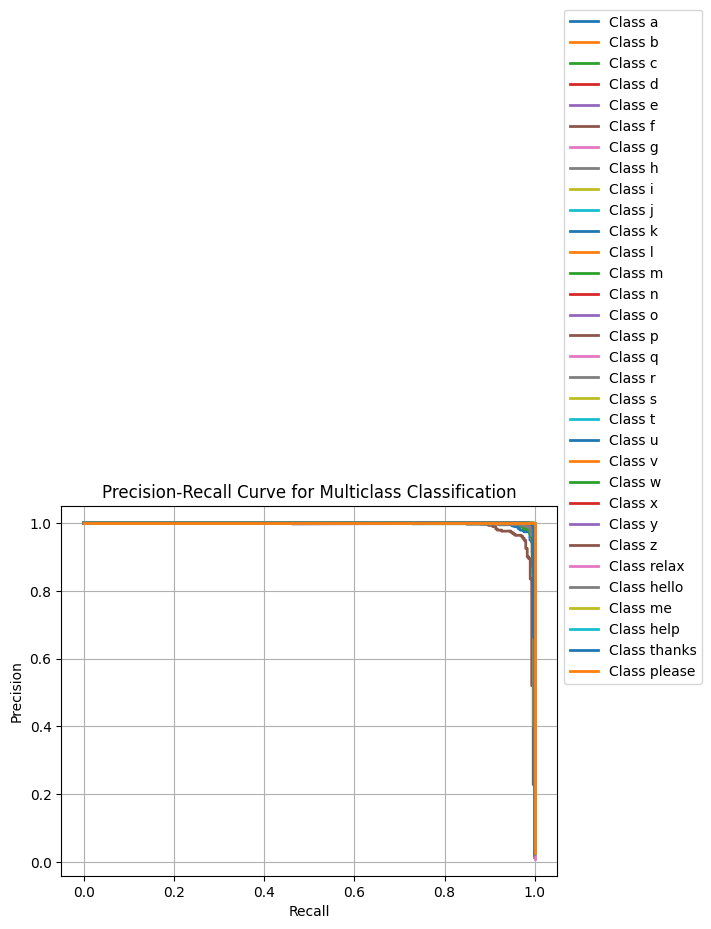 Class a
Class b
Class c
Class d
Class e
Class f
Class g
Class h
Class i
Class j
Class k
Class l
Class m
Class n
Class o
Class p
Class q
Class r
Class s
Class t
Class u
Class v
Class w
Class x
Class y
Class z
Class relax
Class hello
Class me
Class help
Class thanks
Class please
Precision-Recall Curve for Multiclass Classification
1.0
0.8
0.6
0.4
0.2
0.0
Precision
0.0 0.2 0.4 0.6 0.8 1.0
Recall